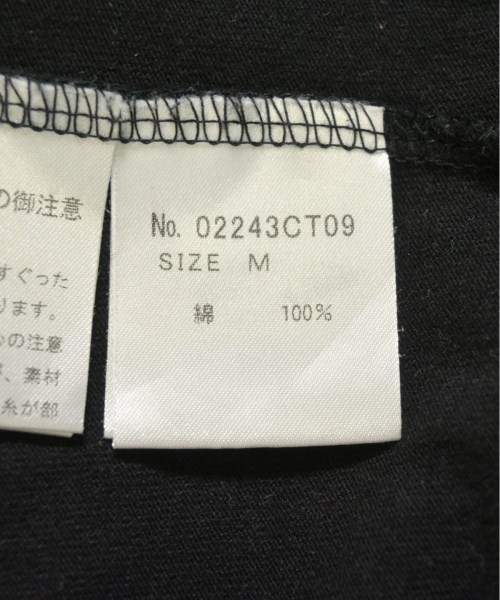 の御注意
すぐった
ります。
の注意
、素材
糸が部
No. 02243CT09
SIZE M
綿 100%